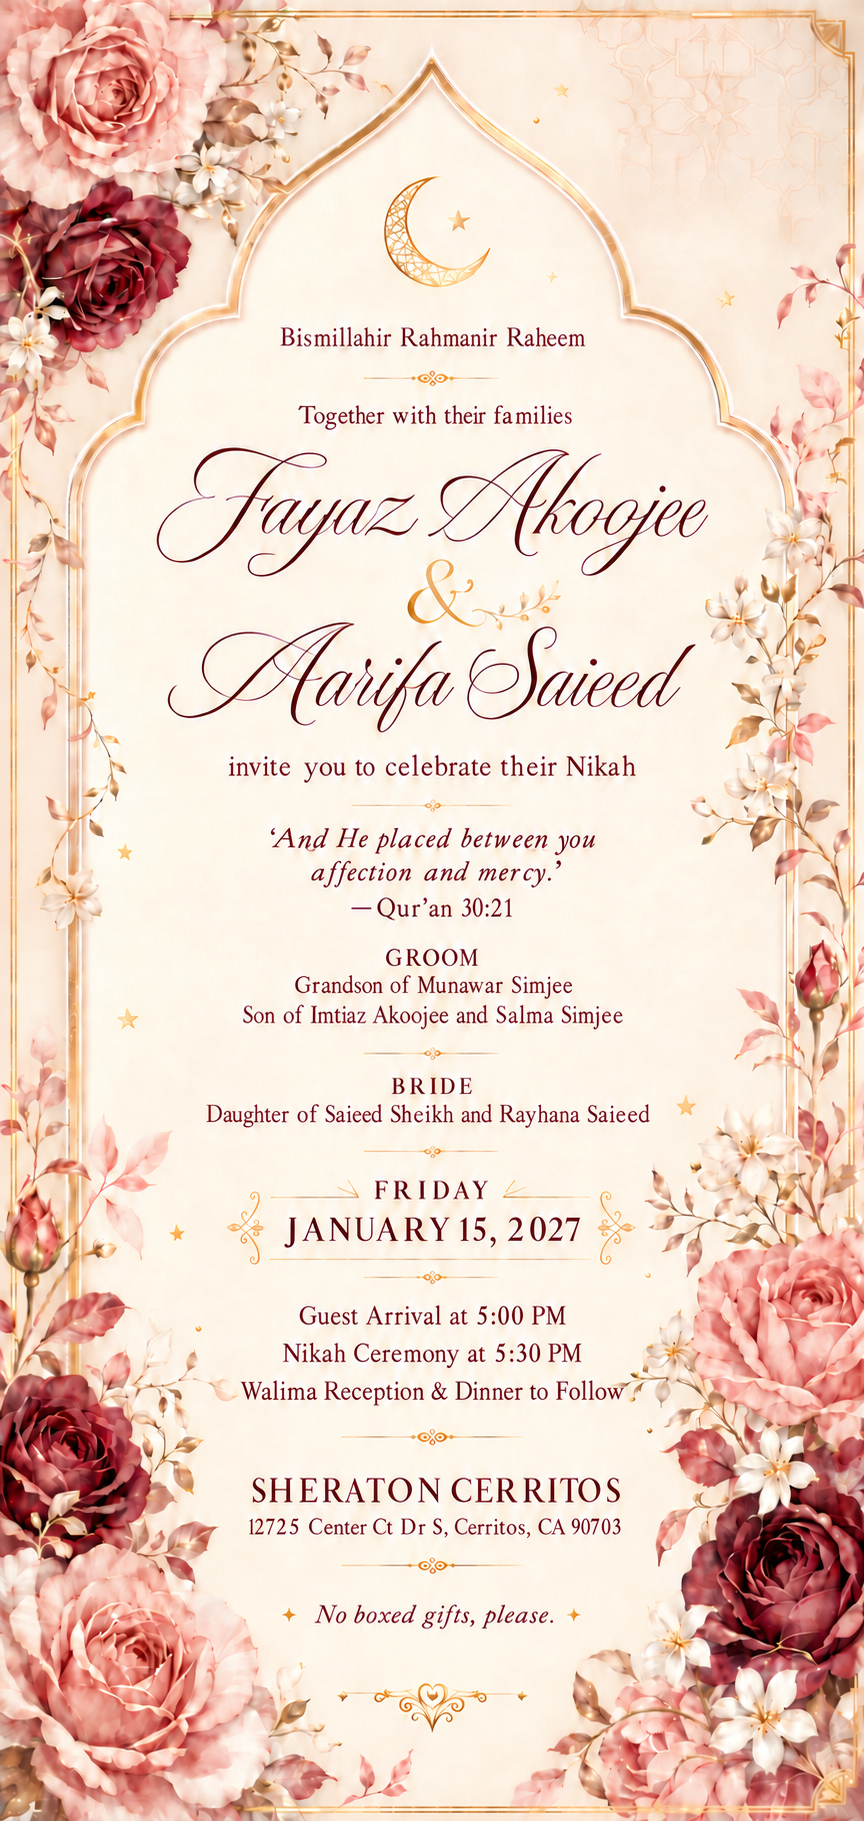 Bismillahir Rahmanir Raheem
Together with their families
Fayaz Akoojee
&
Aarifa Saieed
invite you to celebrate their Nikah
‘And He placed between you
affection and mercy.’
— Qur’an 30:21
GROOM
Grandson of Munawar Simjee
Son of Imtiaz Akoojee and Salma Simjee
BRIDE
Daughter of Saieed Sheikh and Rayhana Saieed
FRIDAY
JANUARY 15, 2027
Guest Arrival at 5:00 PM
Nikah Ceremony at 5:30 PM
Walima Reception & Dinner to Follow
SHERATON CERRITOS
12725 Center Ct Dr S, Cerritos, CA 90703
No boxed gifts, please.